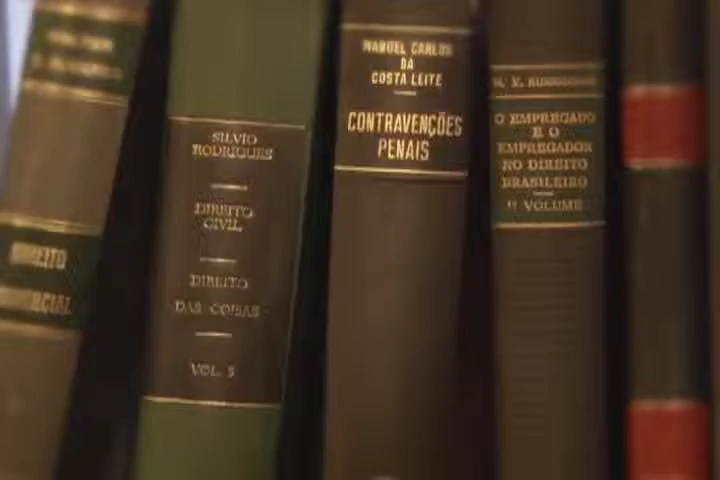 DIREITO
SILVIO
RODRIGUES
DIREITO
CIVIL
DIREITO
DAS COISAS
VOL. 5
MANOEL CARLOS
DA
COSTA LEITE
CONTRAVENÇÕES
PENAIS
O EMPREGADO
E O
EMPREGADOR
NO DIREITO
BRASILEIRO
1º VOLUME